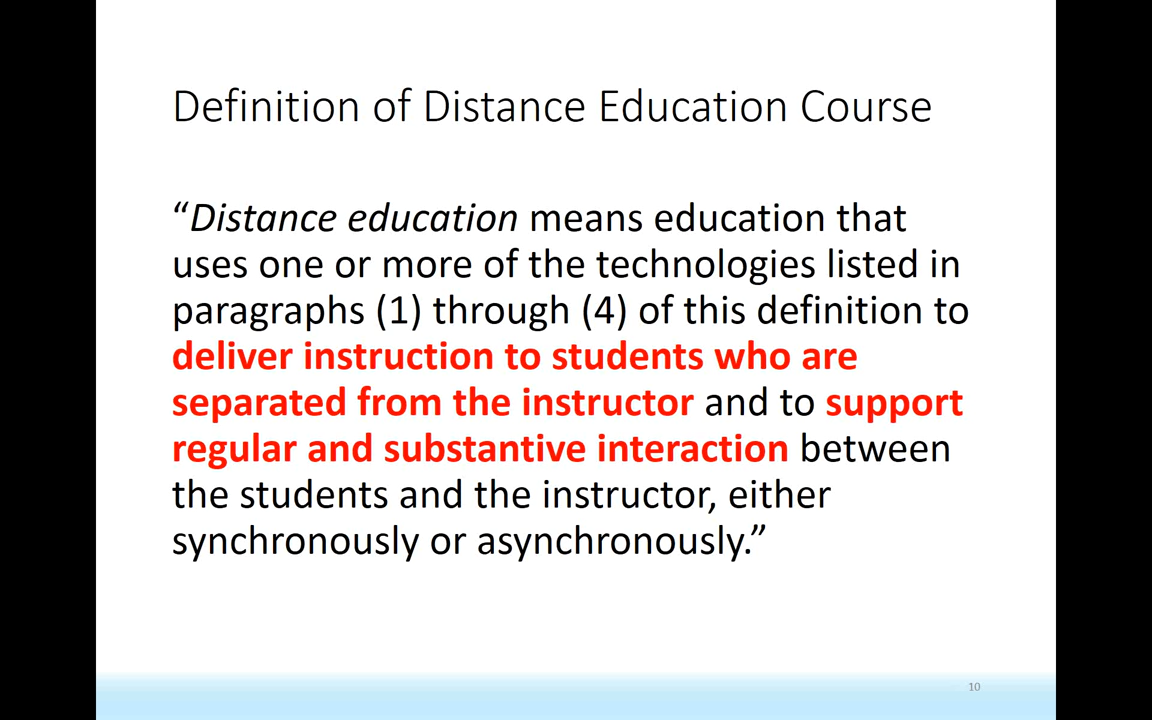 Definition of Distance Education Course
“Distance education means education that
uses one or more of the technologies listed in
paragraphs (1) through (4) of this definition to
deliver instruction to students who are
separated from the instructor and to support
regular and substantive interaction between
the students and the instructor, either
synchronously or asynchronously.”
10